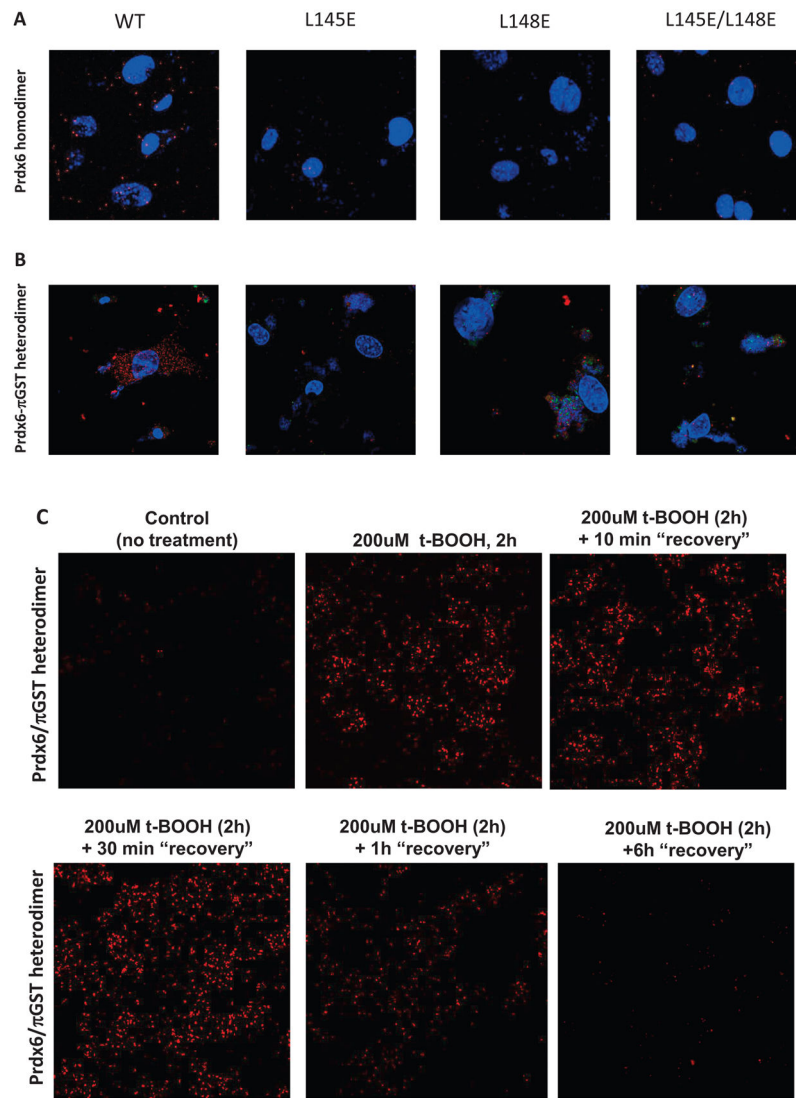 A
WT
L145E
L148E
L145E/L148E
Prdx6 homodimer
B
Prdx6-πGST heterodimer
C
Control
(no treatment)
200uM t-BOOH, 2h
200uM t-BOOH (2h)
+ 10 min “recovery”
Prdx6/πGST heterodimer
200uM t-BOOH (2h)
+ 30 min “recovery”
200uM t-BOOH (2h)
+ 1h “recovery”
200uM t-BOOH (2h)
+6h “recovery”
Prdx6/πGST heterodimer